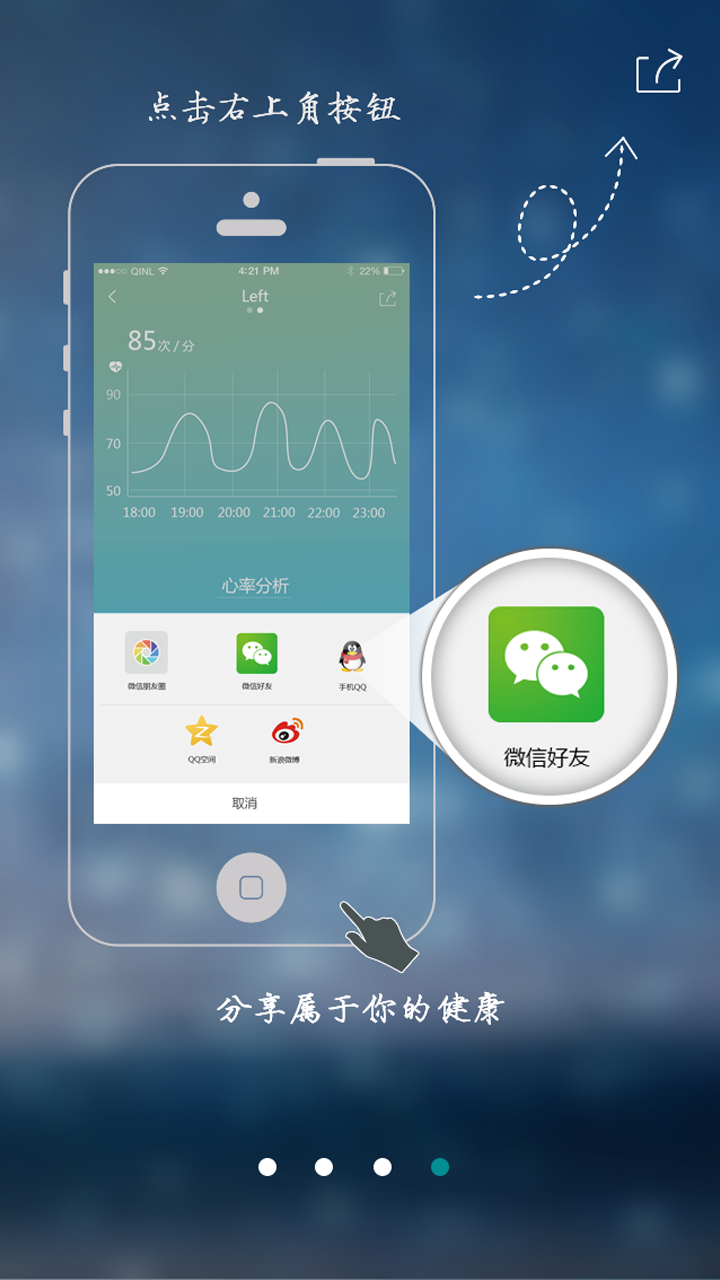 点击右上角按钮
QINL 4:21 PM 22%
Left
85次/分
90
70
50
18:00 19:00 20:00 21:00 22:00 23:00
心率分析
微信朋友圈 微信好友 手机QQ
QQ空间 新浪微博
取消
微信好友
分享属于你的健康